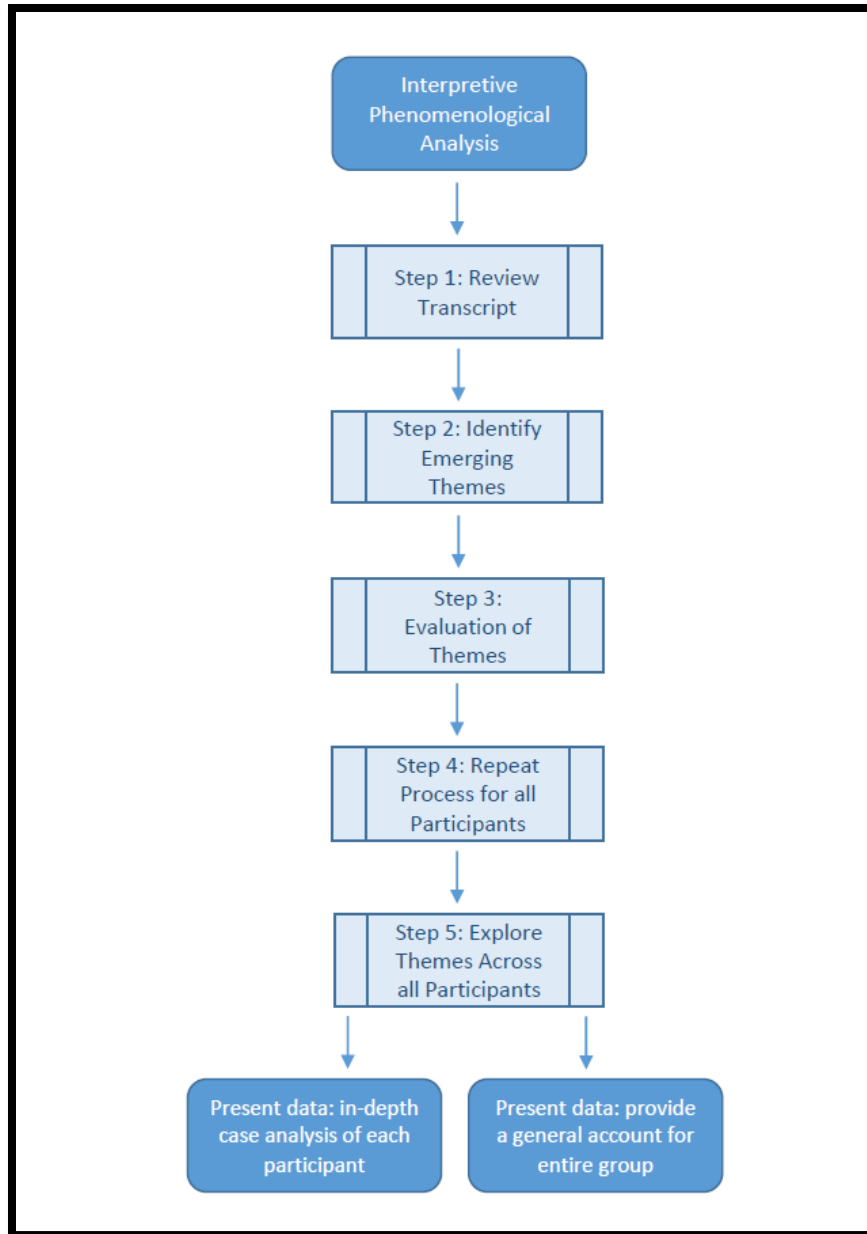 Interpretive
Phenomenological
Analysis
Step 1: Review
Transcript
Step 2: Identify
Emerging
Themes
Step 3:
Evaluation of
Themes
Step 4: Repeat
Process for all
Participants
Step 5: Explore
Themes Across
all Participants
Present data: in-depth
case analysis of each
participant
Present data: provide
a general account for
entire group